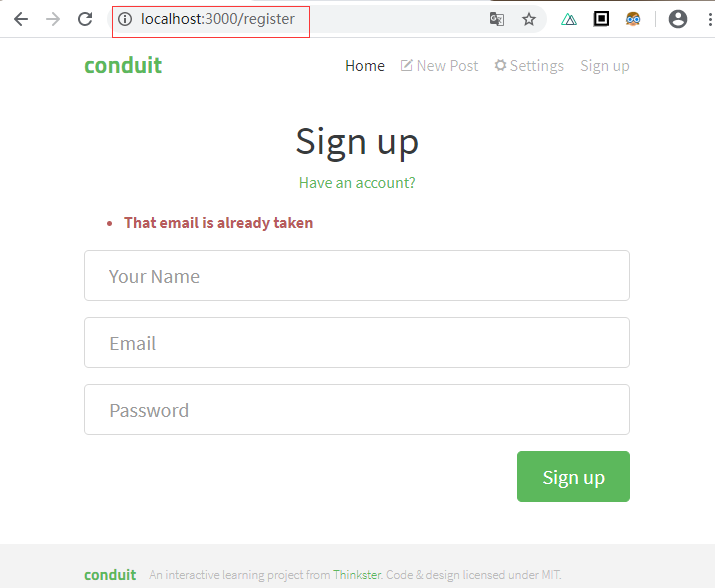 localhost:3000/register
conduit Home New Post Settings Sign up
Sign up
Have an account?
• That email is already taken
Your Name
Email
Password
Sign up
conduit An interactive learning project from Thinkster. Code & design licensed under MIT.